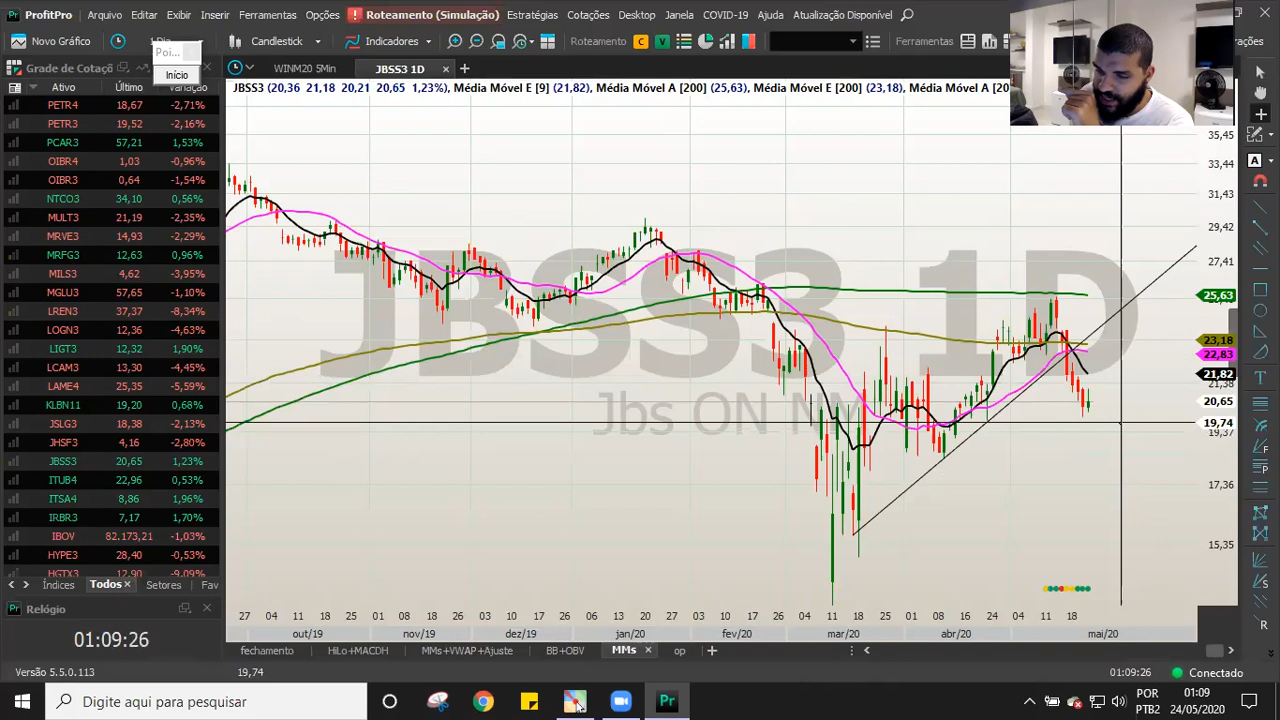 ProfitPro Arquivo Editar Exibir Inserir Ferramentas Opções Roteamento (Simulação) Estratégias Cotações Desktop Janela COVID-19 Ajuda Atualização Disponível
Novo Gráfico 1 Dia Candlestick Indicadores Roteamento C V Ferramentas
Poi...
Início
Grade de Cotaçõ
WINM20 5Min JBSS3 1D
Ativo Último Variação
JBSS3 (20,36 21,18 20,21 20,65 1,23%), Média Móvel E [9] (21,82), Média Móvel A [200] (25,63), Média Móvel E [200] (23,18), Média Móvel A [20
PETR4 18,67 -2,71%
PETR3 19,52 -2,16%
PCAR3 57,21 1,53%
OIBR4 1,03 -0,96%
OIBR3 0,64 -1,54%
NTCO3 34,10 0,56%
MULT3 21,19 -2,35%
MRVE3 14,93 -2,29%
MRFG3 12,63 0,96%
MILS3 4,62 -3,95%
MGLU3 57,65 -1,10%
LREN3 37,37 -8,34%
LOGN3 12,36 -4,63%
LIGT3 12,32 1,90%
LCAM3 13,30 -4,45%
LAME4 25,35 -5,59%
KLBN11 19,20 0,68%
JSLG3 18,38 -2,13%
JHSF3 4,16 -2,80%
JBSS3 20,65 1,23%
ITUB4 22,96 0,53%
ITSA4 8,86 1,96%
IRBR3 7,17 1,70%
IBOV 82.173,21 -1,03%
HYPE3 28,40 -0,53%
HGTX3 12,90 -9,09%
JBSS3 1D
Jbs ON NM
35,45
33,44
31,43
29,42
27,41
25,63
23,18
22,83
21,82
21,38
20,65
19,74
19,37
17,36
15,35
Índices Todos Setores Fav
Relógio
01:09:26
27 04 11 18 25 04 11 18 27 03 10 17 26 06 13 20 27 03 10 17 27 04 11 18 25 01 08 16 24 04 11 18
out/19 nov/19 dez/19 jan/20 fev/20 mar/20 abr/20 mai/20
fechamento HiLo+MACDH MMs+VWAP+Ajuste BB+OBV MMs op
Versão 5.5.0.113 19,74 01:09:26 Conectado
Digite aqui para pesquisar
POR
PTB2
01:09
24/05/2020